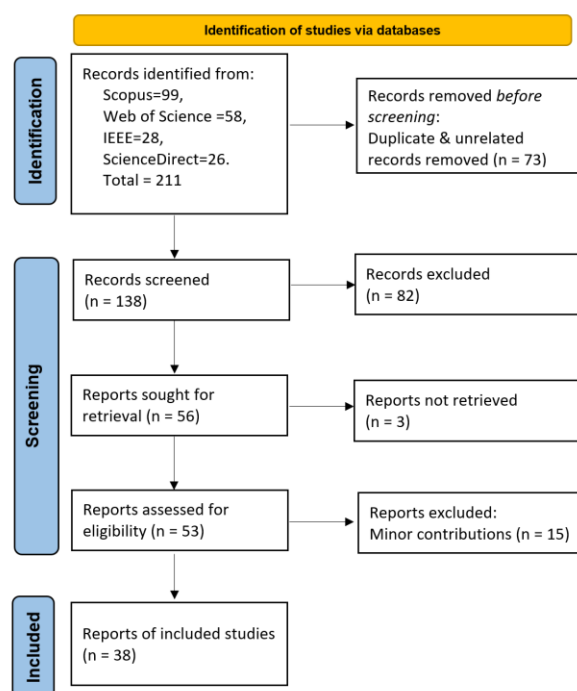 Identification of studies via databases
Identification
Records identified from:
Scopus=99,
Web of Science =58,
IEEE=28,
ScienceDirect=26.
Total = 211
Records removed before
screening:
Duplicate & unrelated
records removed (n = 73)
Screening
Records screened
(n = 138)
Records excluded
(n = 82)
Reports sought for
retrieval (n = 56)
Reports not retrieved
(n = 3)
Reports assessed for
eligibility (n = 53)
Reports excluded:
Minor contributions (n = 15)
Included
Reports of included studies
(n = 38)